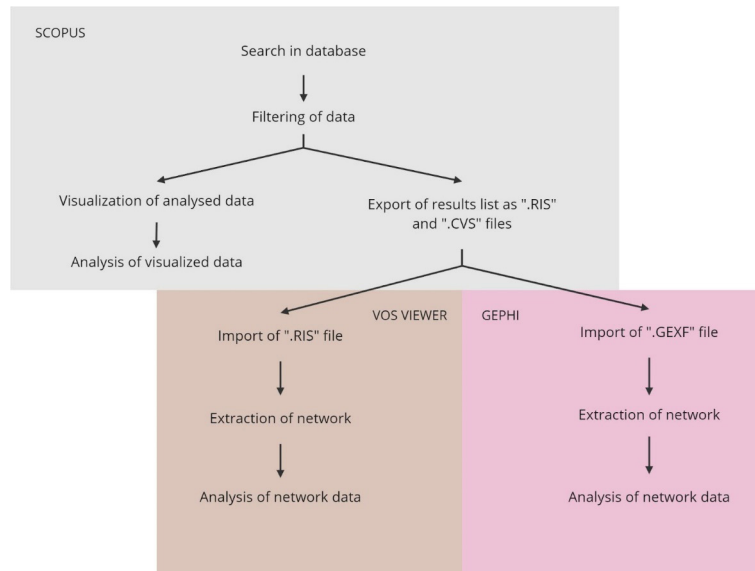 SCOPUS
Search in database
Filtering of data
Visualization of analysed data
Export of results list as ".RIS"
and ".CVS" files
Analysis of visualized data
VOS VIEWER
GEPHI
Import of ".RIS" file
Import of ".GEXF" file
Extraction of network
Extraction of network
Analysis of network data
Analysis of network data